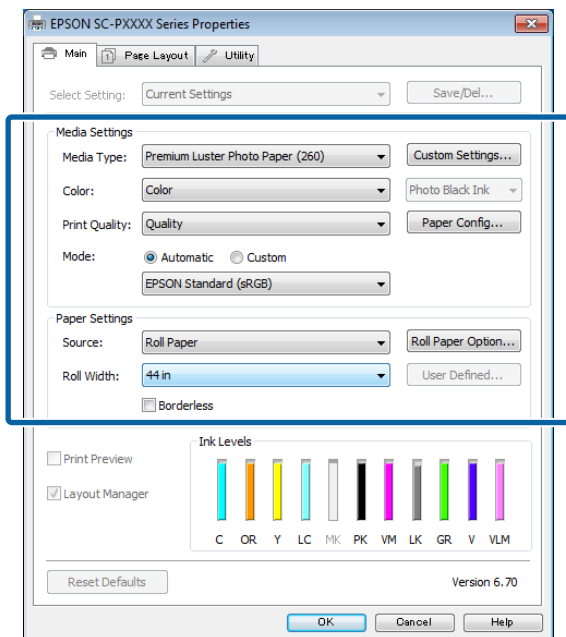 EPSON SC-PXXXX Series Properties
Main Page Layout Utility
Select Setting: Current Settings Save/Del...
Media Settings
Media Type: Premium Luster Photo Paper (260) Custom Settings...
Color: Color Photo Black Ink
Print Quality: Quality Paper Config...
Mode: Automatic Custom
EPSON Standard (sRGB)
Paper Settings
Source: Roll Paper Roll Paper Option...
Roll Width: 44 in User Defined...
Borderless
Ink Levels
Print Preview
Layout Manager
C OR Y LC MK PK VM LK GR V VLM
Reset Defaults Version 6.70
OK Cancel Help